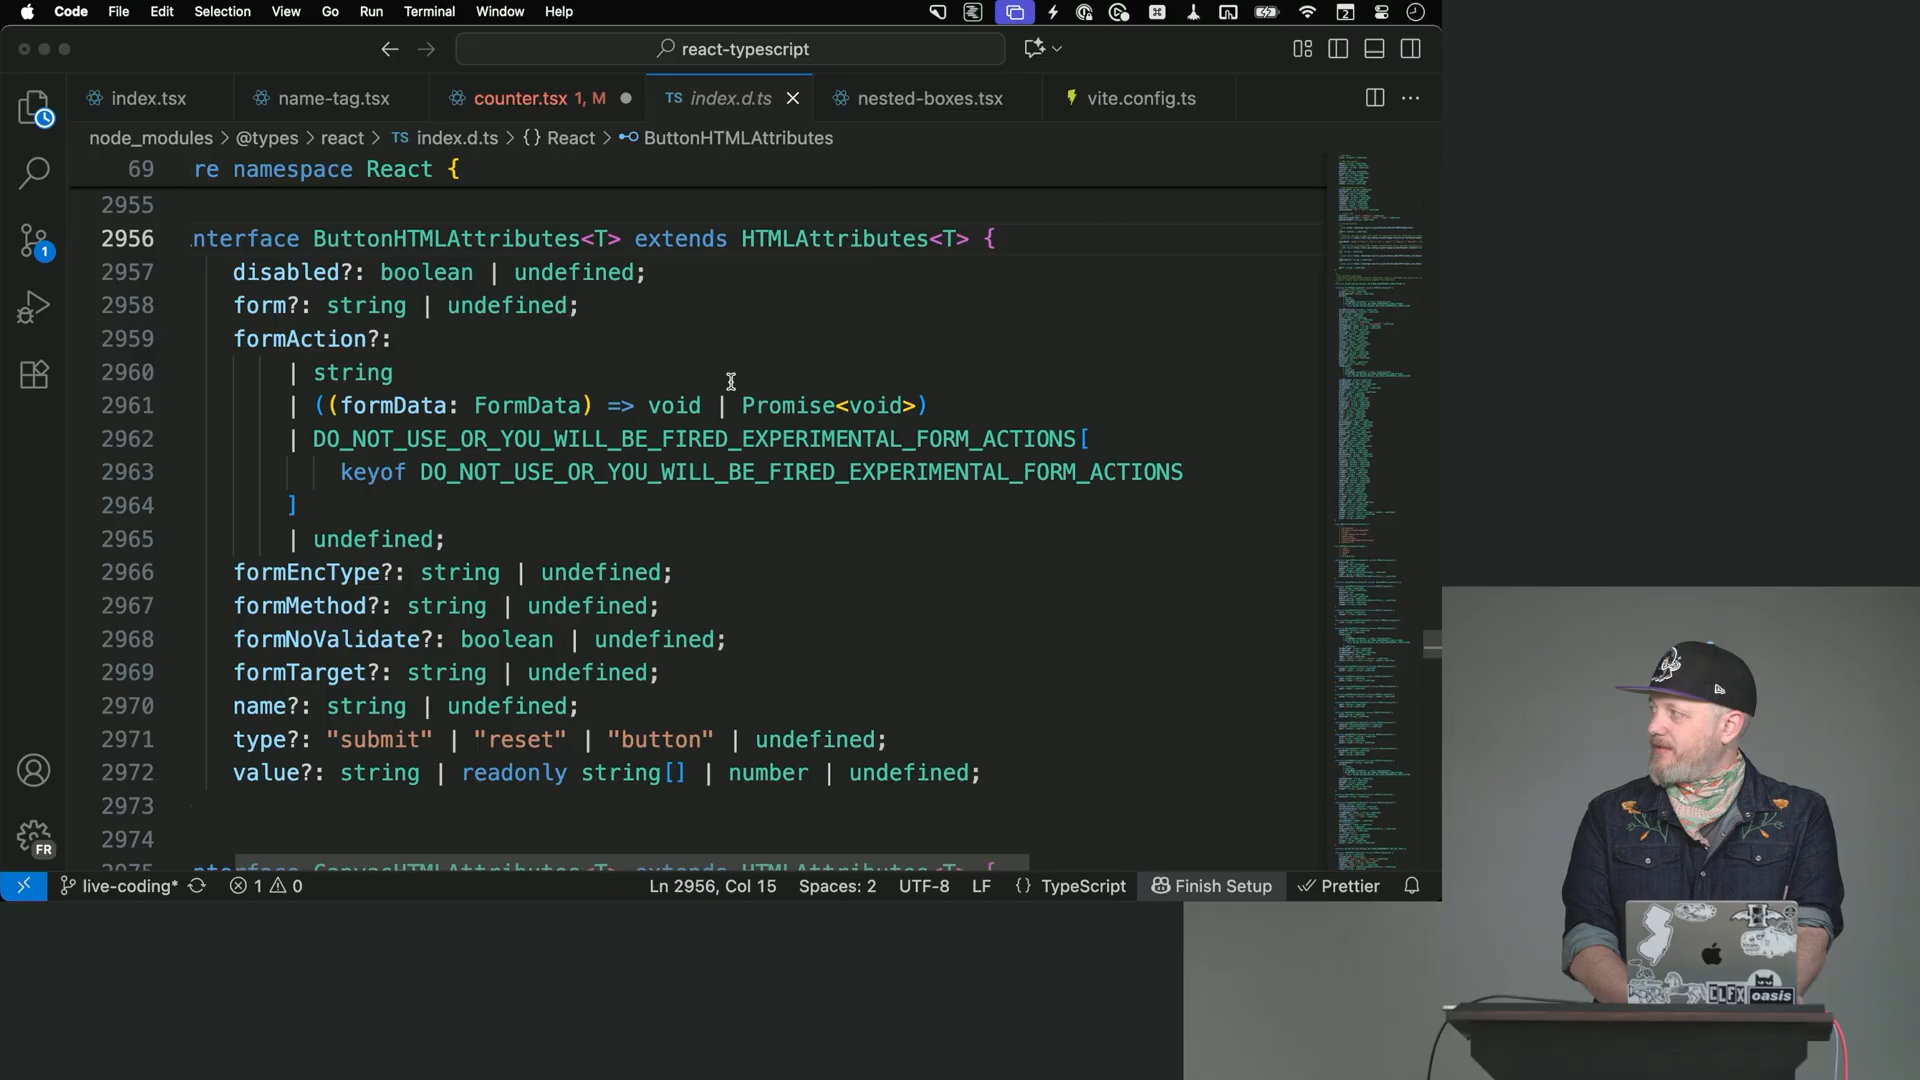 Code File Edit Selection View Go Run Terminal Window Help 2
react-typescript
index.tsx name-tag.tsx counter.tsx 1, M index.d.ts nested-boxes.tsx vite.config.ts
node_modules > @types > react > TS index.d.ts > {} React > ButtonHTMLAttributes
69 re namespace React {
2955
2956 nterface ButtonHTMLAttributes<T> extends HTMLAttributes<T> {
2957 disabled?: boolean | undefined;
2958 form?: string | undefined;
2959 formAction?:
2960 | string
2961 | ((formData: FormData) => void | Promise<void>)
2962 | DO_NOT_USE_OR_YOU_WILL_BE_FIRED_EXPERIMENTAL_FORM_ACTIONS[
2963 keyof DO_NOT_USE_OR_YOU_WILL_BE_FIRED_EXPERIMENTAL_FORM_ACTIONS
2964 ]
2965 | undefined;
2966 formEncType?: string | undefined;
2967 formMethod?: string | undefined;
2968 formNoValidate?: boolean | undefined;
2969 formTarget?: string | undefined;
2970 name?: string | undefined;
2971 type?: "submit" | "reset" | "button" | undefined;
2972 value?: string | readonly string[] | number | undefined;
2973
2974
2975 nterface CanvasHTMLAttributes<T> extends HTMLAttributes<T> {
1
FR
live-coding* 1 0 Ln 2956, Col 15 Spaces: 2 UTF-8 LF {} TypeScript Finish Setup Prettier
CLFX oasis